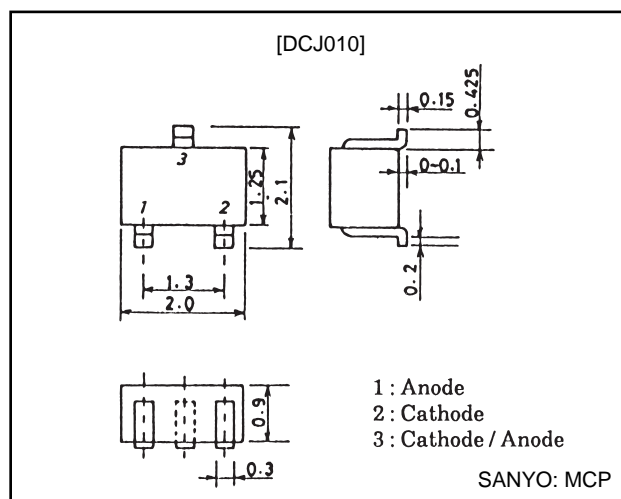 [DCJ010]
0.15
0.425
3
1.25
2.1
0~0.1
1
2
1.3
2.0
0.2
0.9
0.3
1 : Anode
2 : Cathode
3 : Cathode / Anode
SANYO: MCP